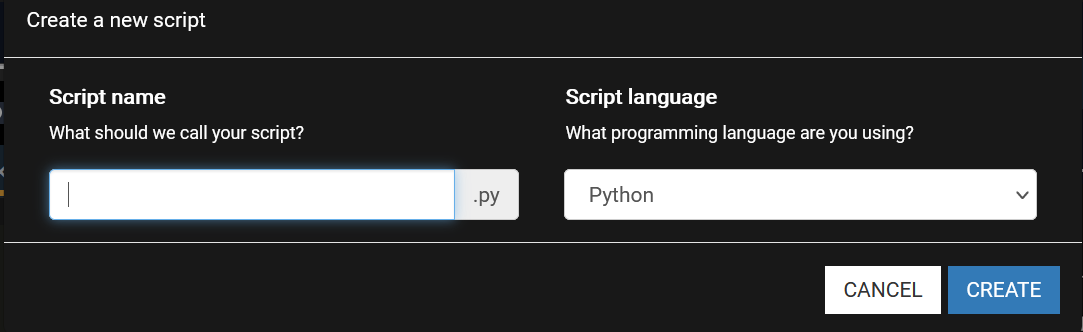 Create a new script
Script name
What should we call your script?
.py
Script language
What programming language are you using?
Python
CANCEL
CREATE